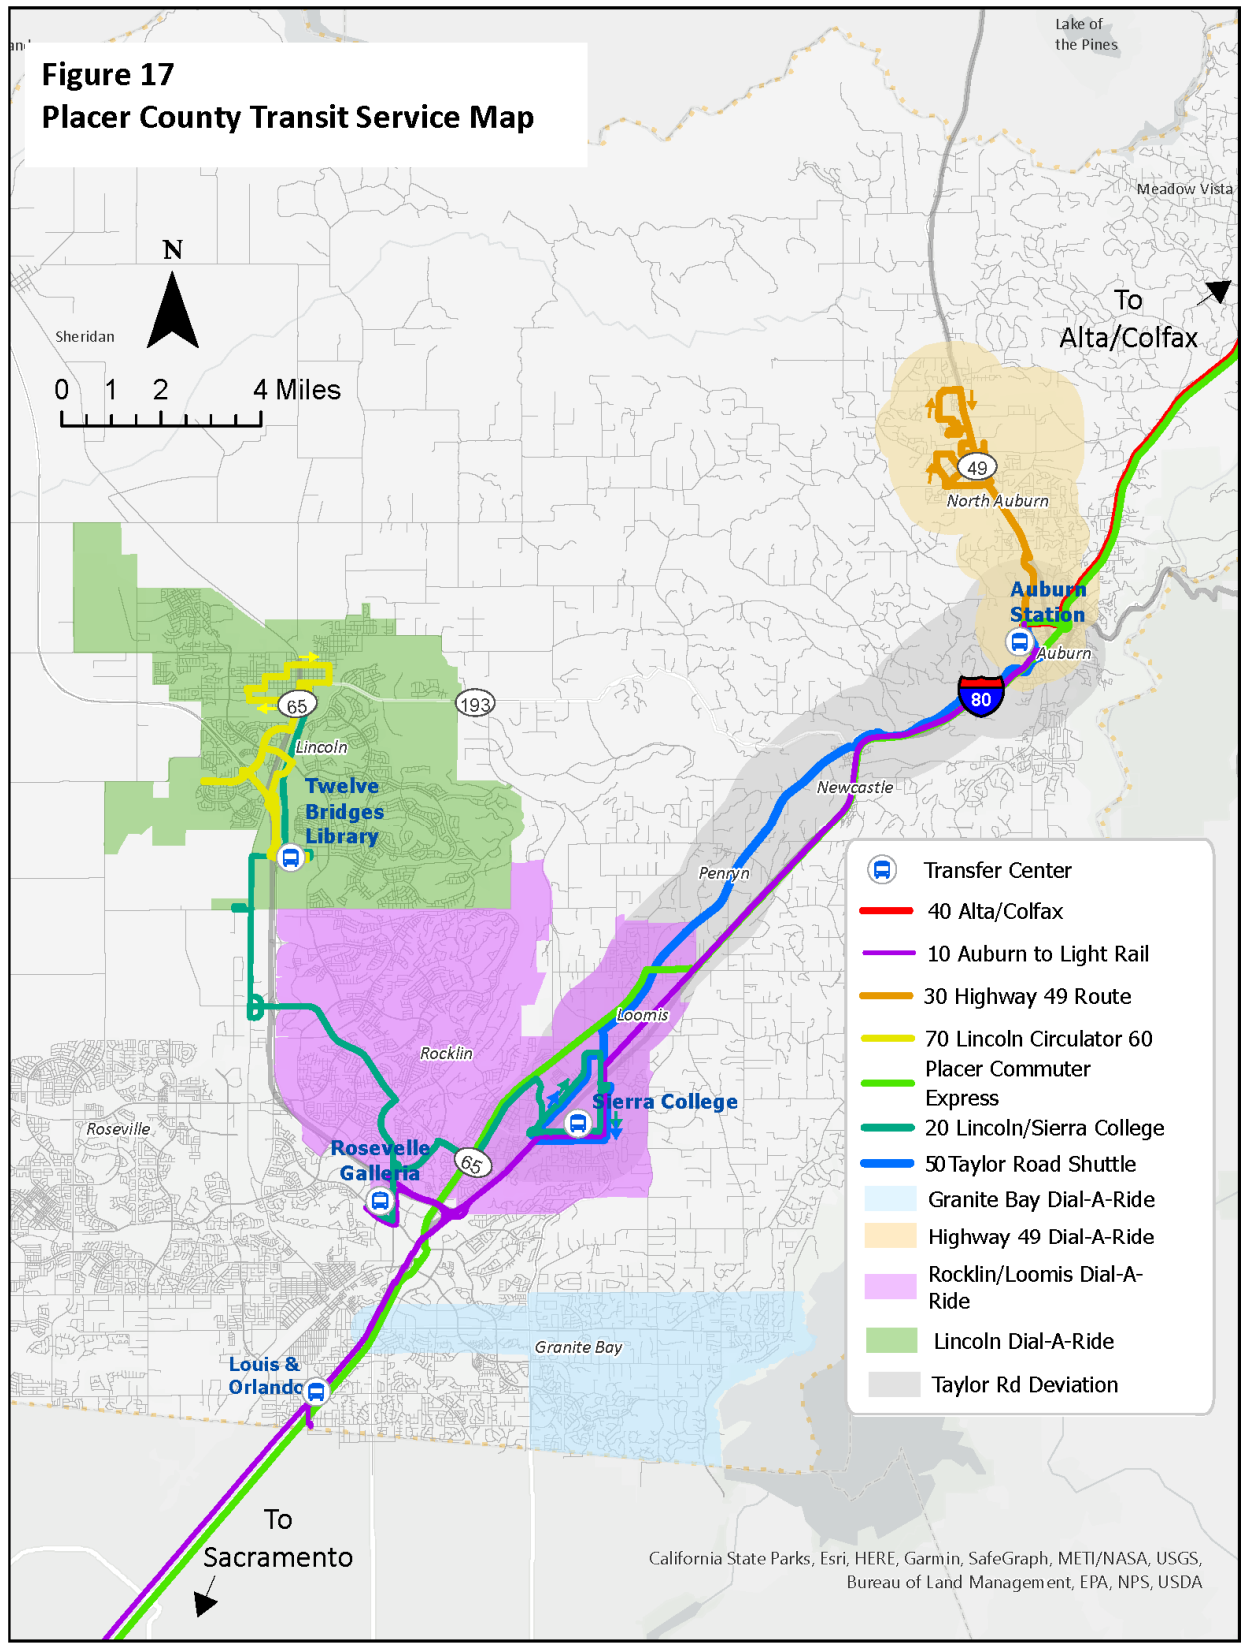 Lake of
the Pines
Figure 17
Placer County Transit Service Map
Meadow Vista
N
To
Alta/Colfax
Sheridan
0 1 2 4 Miles
49
North Auburn
Auburn
Station
Auburn
80
193
65
Lincoln
Twelve
Bridges
Library
Newcastle
Penryn
Loomis
Rocklin
Sierra College
Roseville
Rosevelle
Galleria
65
Granite Bay
Louis &
Orlando
Transfer Center
40 Alta/Colfax
10 Auburn to Light Rail
30 Highway 49 Route
70 Lincoln Circulator 60
Placer Commuter
Express
20 Lincoln/Sierra College
50 Taylor Road Shuttle
Granite Bay Dial-A-Ride
Highway 49 Dial-A-Ride
Rocklin/Loomis Dial-A-
Ride
Lincoln Dial-A-Ride
Taylor Rd Deviation
To
Sacramento
California State Parks, Esri, HERE, Garmin, SafeGraph, METI/NASA, USGS,
Bureau of Land Management, EPA, NPS, USDA